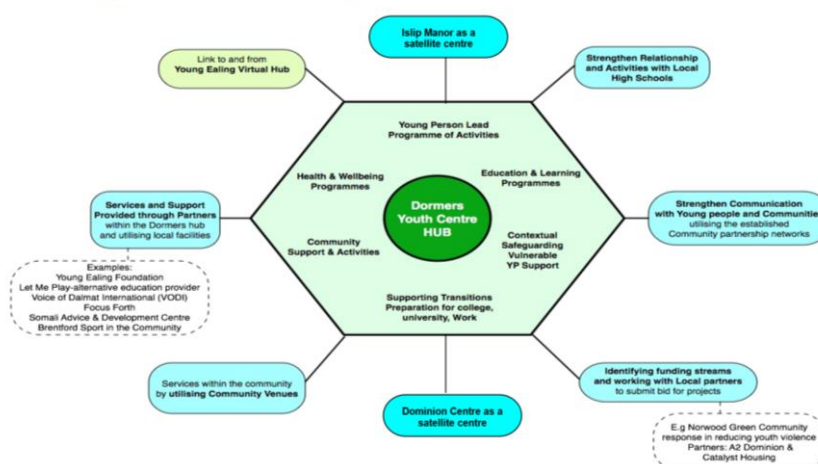 Islip Manor as a
satellite centre
Link to and from
Young Ealing Virtual Hub
Strengthen Relationship
and Activities with Local
High Schools
Young Person Lead
Programme of Activities
Health & Wellbeing
Programmes
Education & Learning
Programmes
Dormers
Youth Centre
HUB
Services and Support
Provided through Partners
within the Dormers hub
and utilising local facilities
Strengthen Communication
with Young people and Communitie
utilising the established
Community partnership networks
Community
Support & Activities
Contextual
Safeguarding
Vulnerable
YP Support
Examples:
Young Ealing Foundation
Let Me Play-alternative education provider
Voice of Dalmat International (VODI)
Focus Forth
Somali Advice & Development Centre
Brentford Sport in the Community
Supporting Transitions
Preparation for college,
university, Work
Services within the community
by utilising Community Venues
Dominion Centre as a
satellite centre
Identifying funding streams
and working with Local partners
to submit bid for projects
E.g Norwood Green Community
response in reducing youth violence
Partners: A2 Dominion &
Catalyst Housing